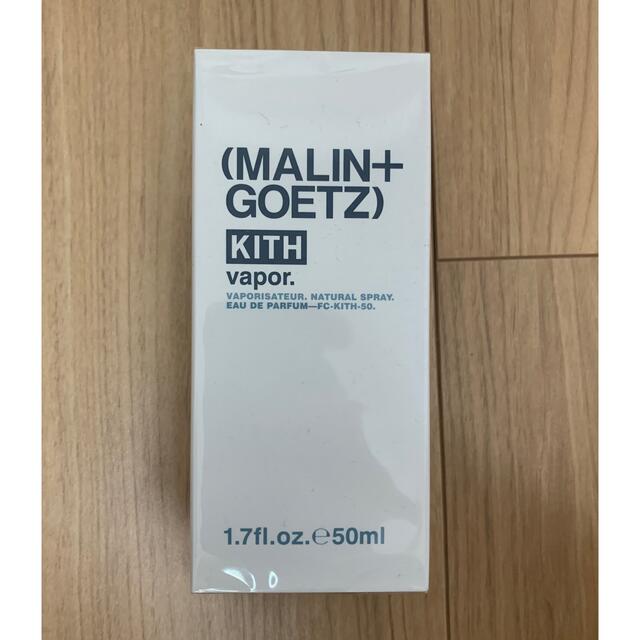 (MALIN+
GOETZ)
KITH
vapor.
VAPORISATEUR. NATURAL SPRAY.
EAU DE PARFUM—FC-KITH-50.
1.7fl.oz.℮50ml